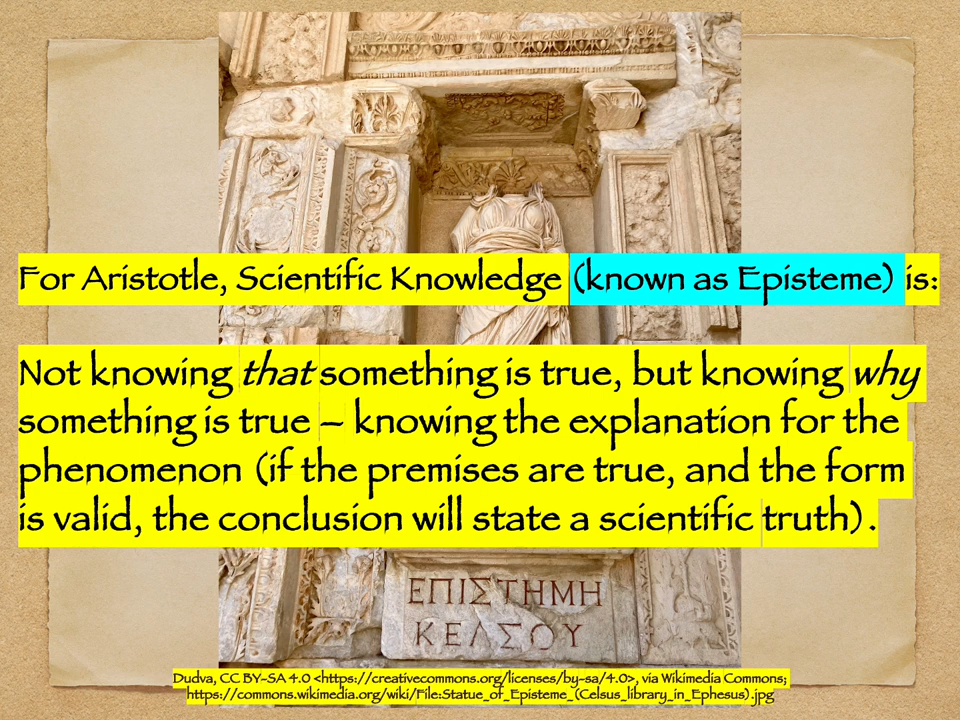 For Aristotle, Scientific Knowledge (known as Episteme) is:
Not knowing that something is true, but knowing why
something is true – knowing the explanation for the
phenomenon (if the premises are true, and the form
is valid, the conclusion will state a scientific truth).
ΕΠΙΣΤΗΜΗ
ΚΕΛΣΟΥ
Dudva, CC BY-SA 4.0 <https://creativecommons.org/licenses/by-sa/4.0>, via Wikimedia Commons;
https://commons.wikimedia.org/wiki/File:Statue_of_Episteme_(Celsus_library_in_Ephesus).jpg